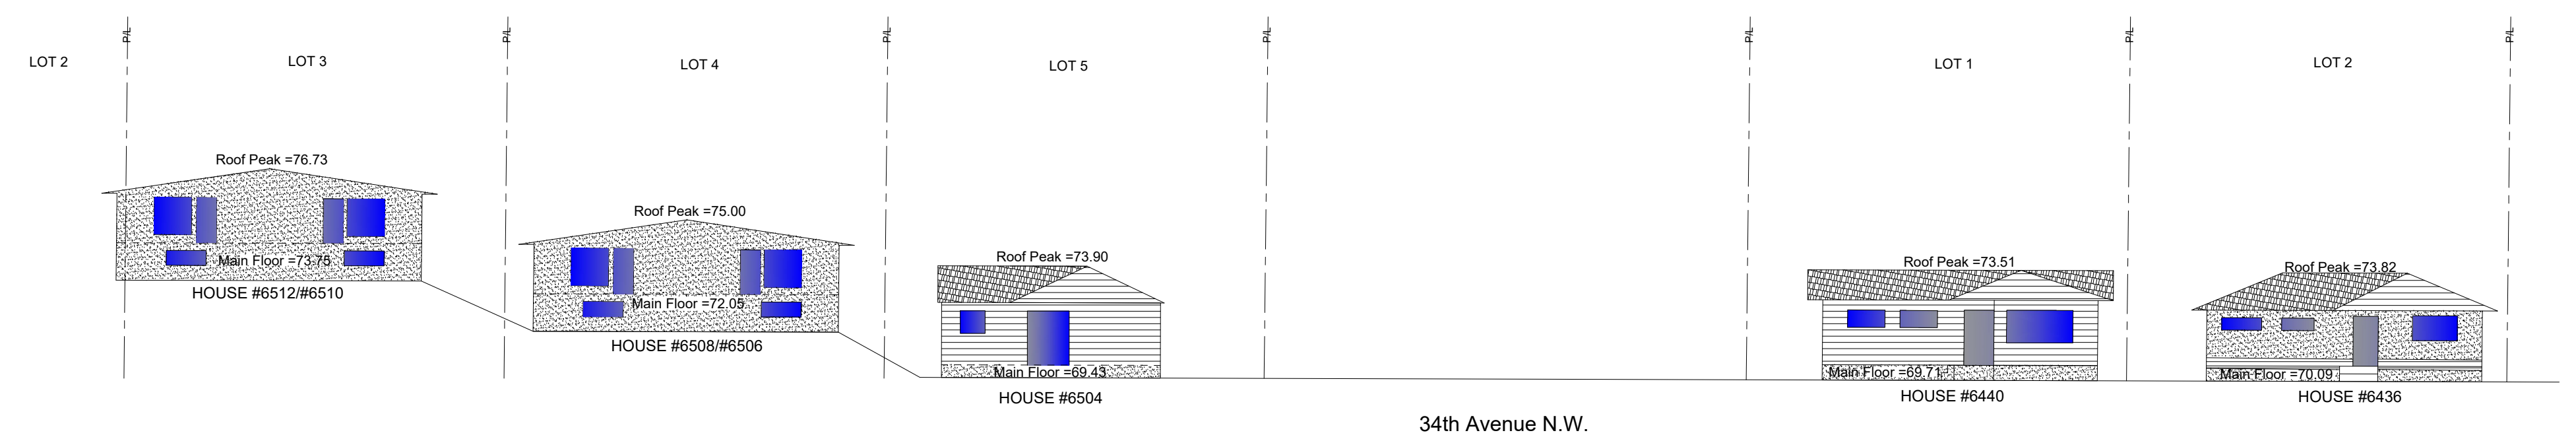 P/L
P/L
P/L
P/L
P/L
P/L
P/L
LOT 2
LOT 3
LOT 4
LOT 5
LOT 1
LOT 2
Roof Peak =76.73
Main Floor =73.75
HOUSE #6512/#6510
Roof Peak =75.00
Main Floor =72.05
HOUSE #6508/#6506
Roof Peak =73.90
Main Floor =69.43
HOUSE #6504
Roof Peak =73.51
Main Floor =69.71
HOUSE #6440
Roof Peak =73.82
Main Floor =70.09
HOUSE #6436
34th Avenue N.W.